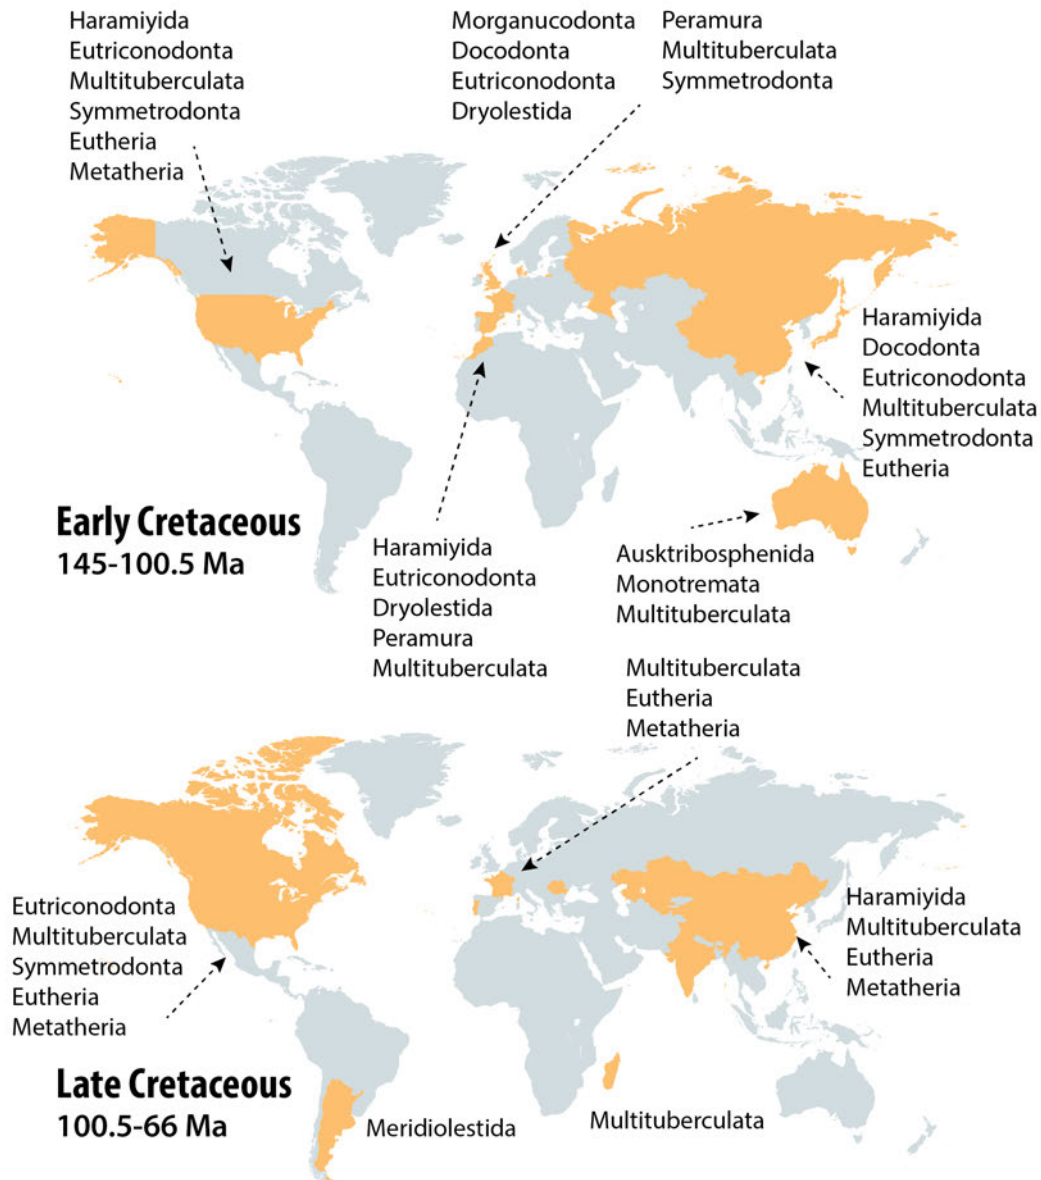 Haramiyida
Eutriconodonta
Multituberculata
Symmetrodonta
Eutheria
Metatheria
Morganucodonta
Docodonta
Eutriconodonta
Dryolestida
Peramura
Multituberculata
Symmetrodonta
Haramiyida
Docodonta
Eutriconodonta
Multituberculata
Symmetrodonta
Eutheria
Early Cretaceous
145-100.5 Ma
Haramiyida
Eutriconodonta
Dryolestida
Peramura
Multituberculata
Ausktribosphenida
Monotremata
Multituberculata
Multituberculata
Eutheria
Metatheria
Eutriconodonta
Multituberculata
Symmetrodonta
Eutheria
Metatheria
Haramiyida
Multituberculata
Eutheria
Metatheria
Late Cretaceous
100.5-66 Ma
Meridiolestida
Multituberculata